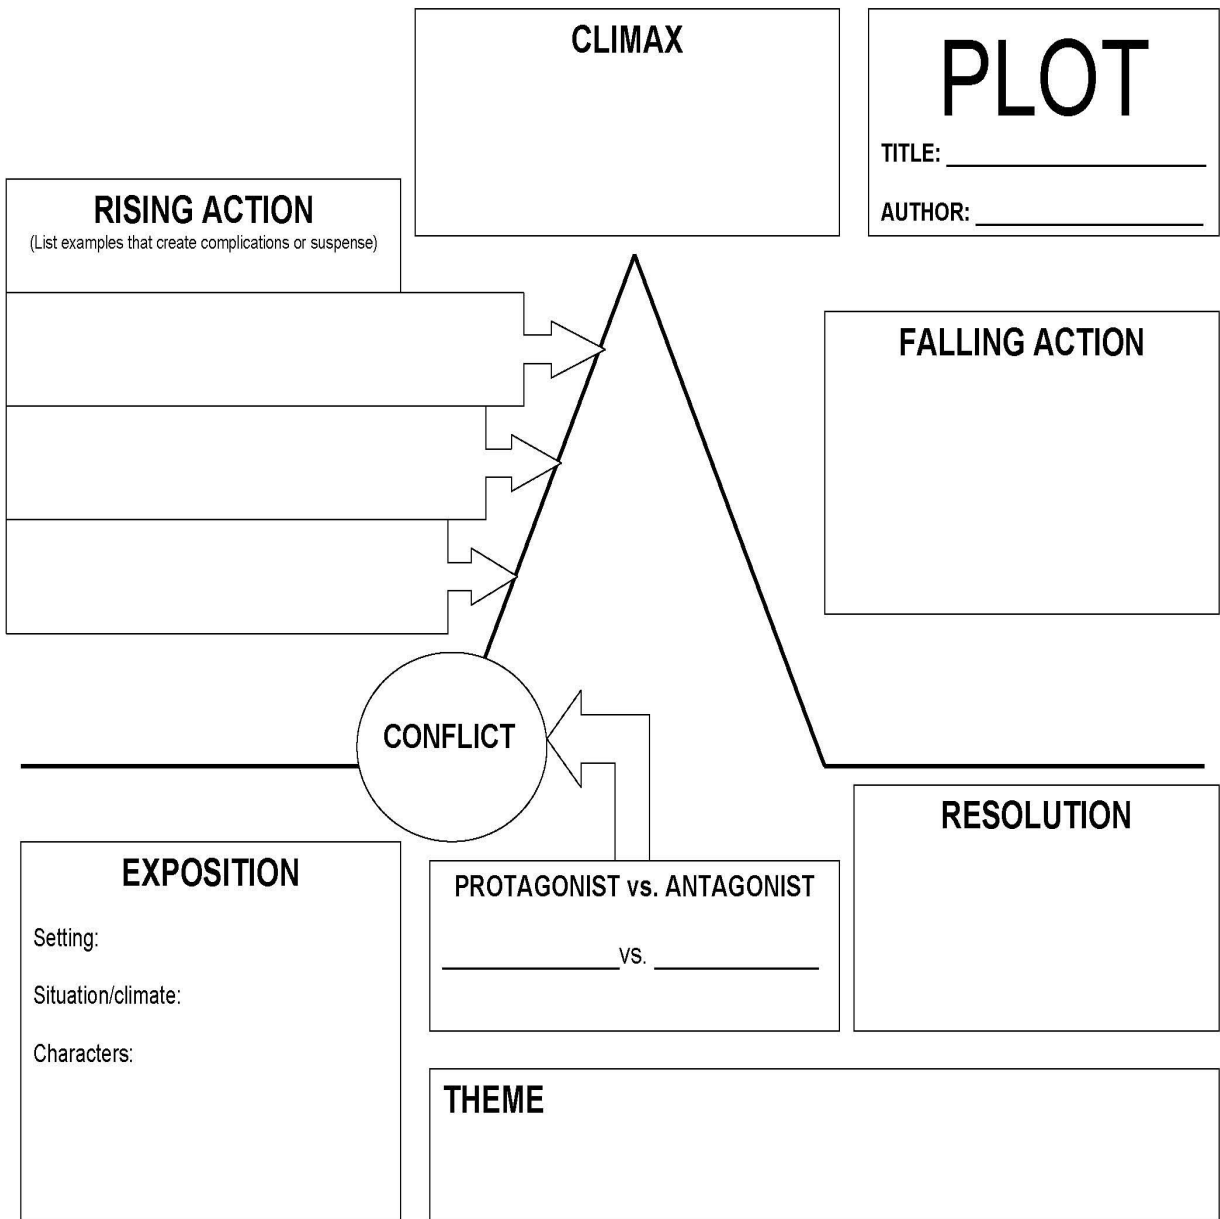 CLIMAX
PLOT
TITLE:
AUTHOR:
RISING ACTION
(List examples that create complications or suspense)
FALLING ACTION
CONFLICT
RESOLUTION
EXPOSITION
Setting:
Situation/climate:
Characters:
PROTAGONIST vs. ANTAGONIST
vs.
THEME